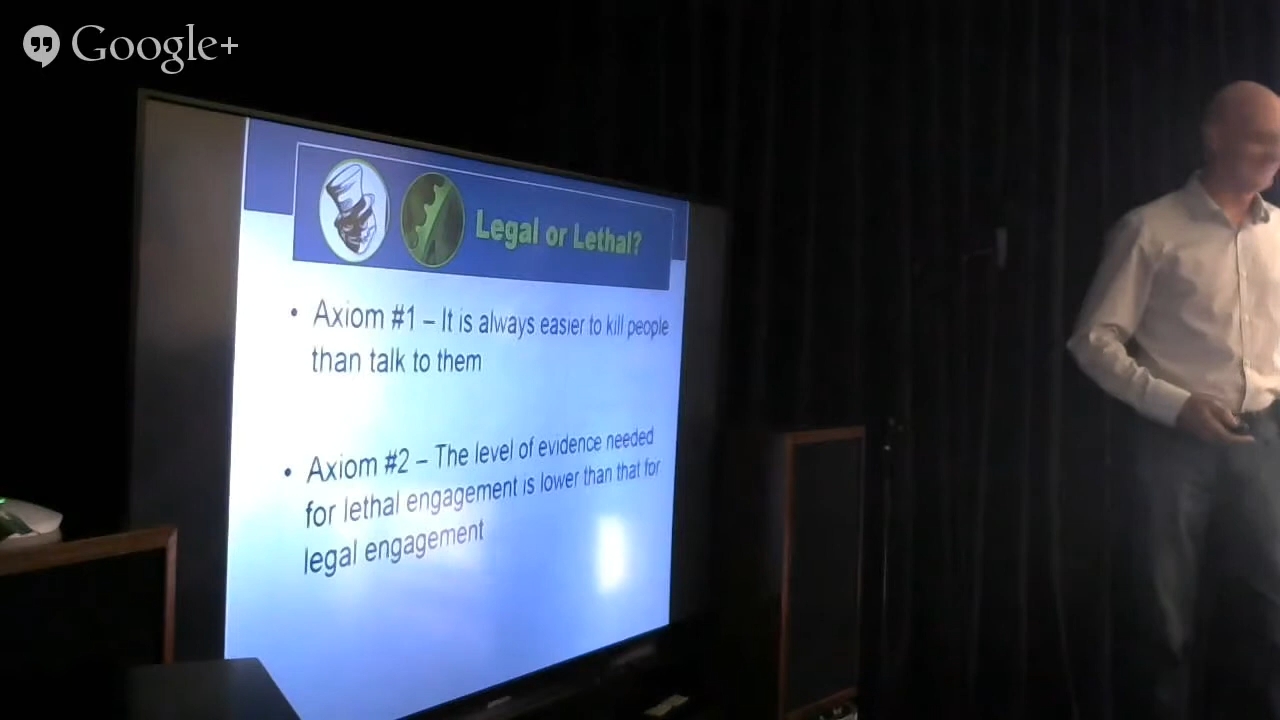 Google+
Legal or Lethal?
• Axiom #1 – It is always easier to kill people
than talk to them
• Axiom #2 – The level of evidence needed
for lethal engagement is lower than that for
legal engagement